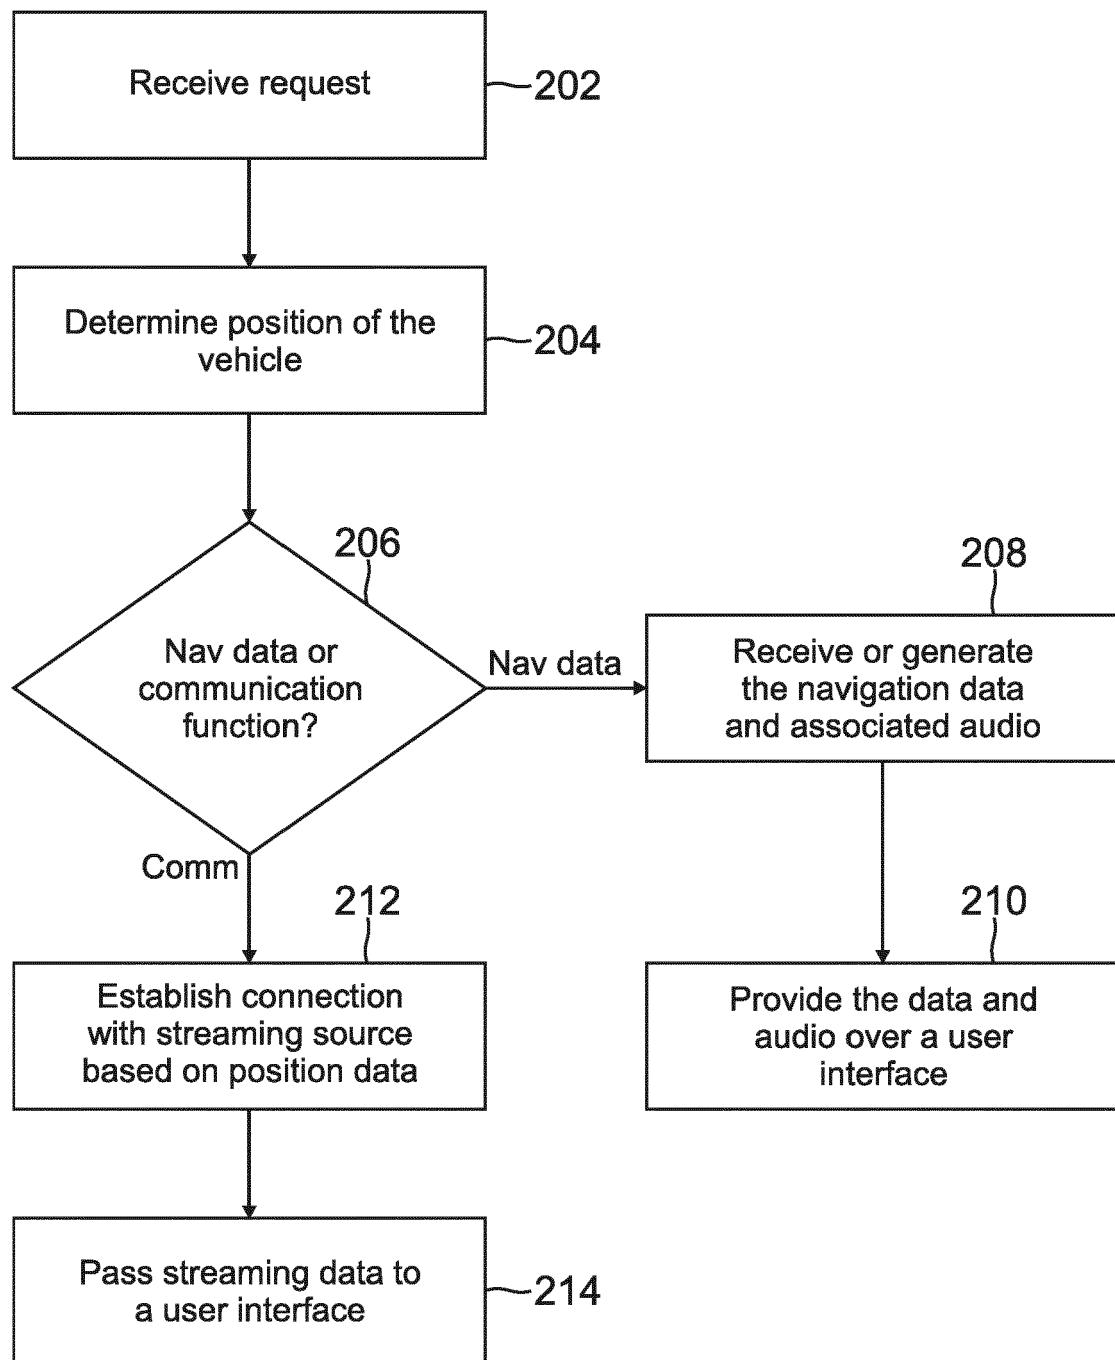 Receive request
202
Determine position of the
vehicle
204
206
Nav data or
communication
function?
Nav data
208
Receive or generate
the navigation data
and associated audio
Comm
212
Establish connection
with streaming source
based on position data
210
Provide the data and
audio over a user
interface
Pass streaming data to
a user interface
214